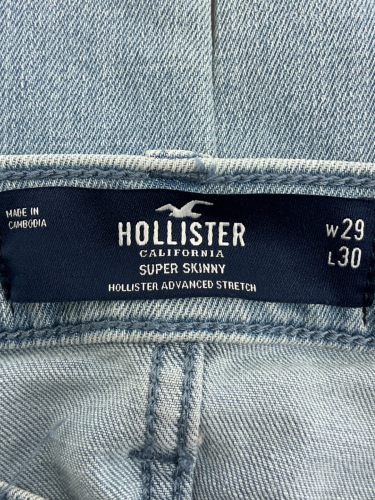 MADE IN
CAMBODIA
HOLLISTER
CALIFORNIA
SUPER SKINNY
HOLLISTER ADVANCED STRETCH
W29
L30